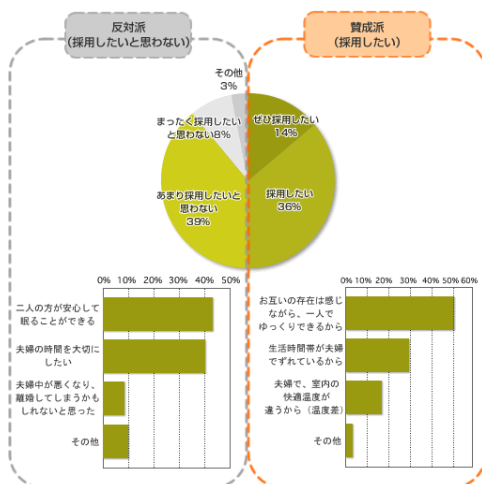 反対派
(採用したいと思わない)
賛成派
(採用したい)
その他
3%
まったく採用したい
と思わない8%
ぜひ採用したい
14%
あまり採用したいと
思わない
39%
採用したい
36%
0% 10% 20% 30% 40% 50%
二人の方が安心して
眠ることができる
夫婦の時間を大切に
したい
夫婦中が悪くなり、
離婚してしまうかも
しれないと思った
その他
0% 10% 20% 30% 40% 50% 60%
お互いの存在は感じ
ながら、一人で
ゆっくりできるから
生活時間帯が夫婦
でずれているから
夫婦で、室内の
快適温度が
違うから（温度差）
その他